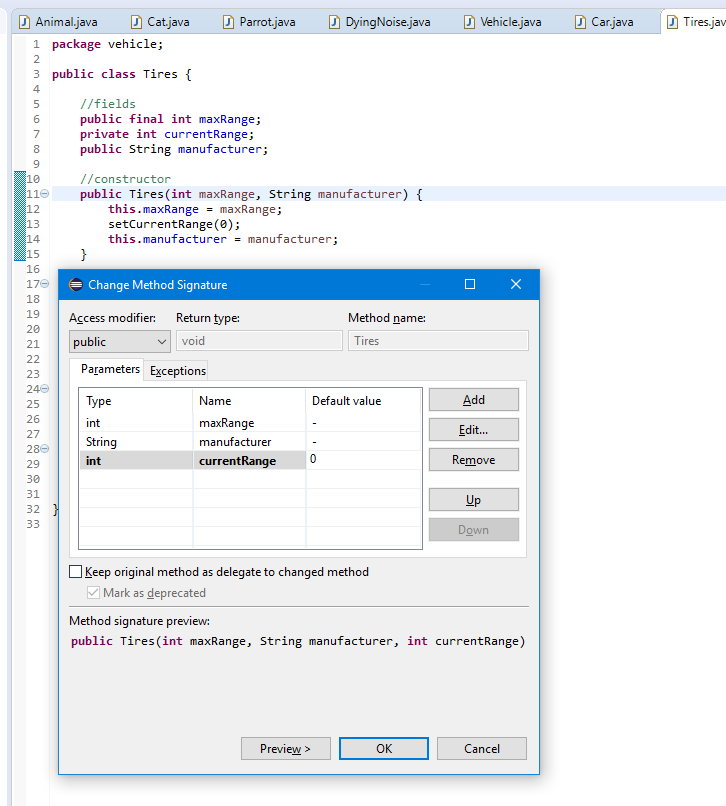 Animal.java Cat.java Parrot.java DyingNoise.java Vehicle.java Car.java Tires.jav
1 package vehicle;
2
3 public class Tires {
4
5 //fields
6 public final int maxRange;
7 private int currentRange;
8 public String manufacturer;
9
10 //constructor
11 public Tires(int maxRange, String manufacturer) {
12 this.maxRange = maxRange;
13 setCurrentRange(0);
14 this.manufacturer = manufacturer;
15 }
16
17
18
19
20
21
22
23
24
25
26
27
28
29
30
31
32 }
33
Change Method Signature
Access modifier: Return type: Method name:
public void Tires
Parameters Exceptions
Type Name Default value
int maxRange -
String manufacturer -
int currentRange 0
Add
Edit...
Remove
Up
Down
Keep original method as delegate to changed method
Mark as deprecated
Method signature preview:
public Tires(int maxRange, String manufacturer, int currentRange)
Preview > OK Cancel